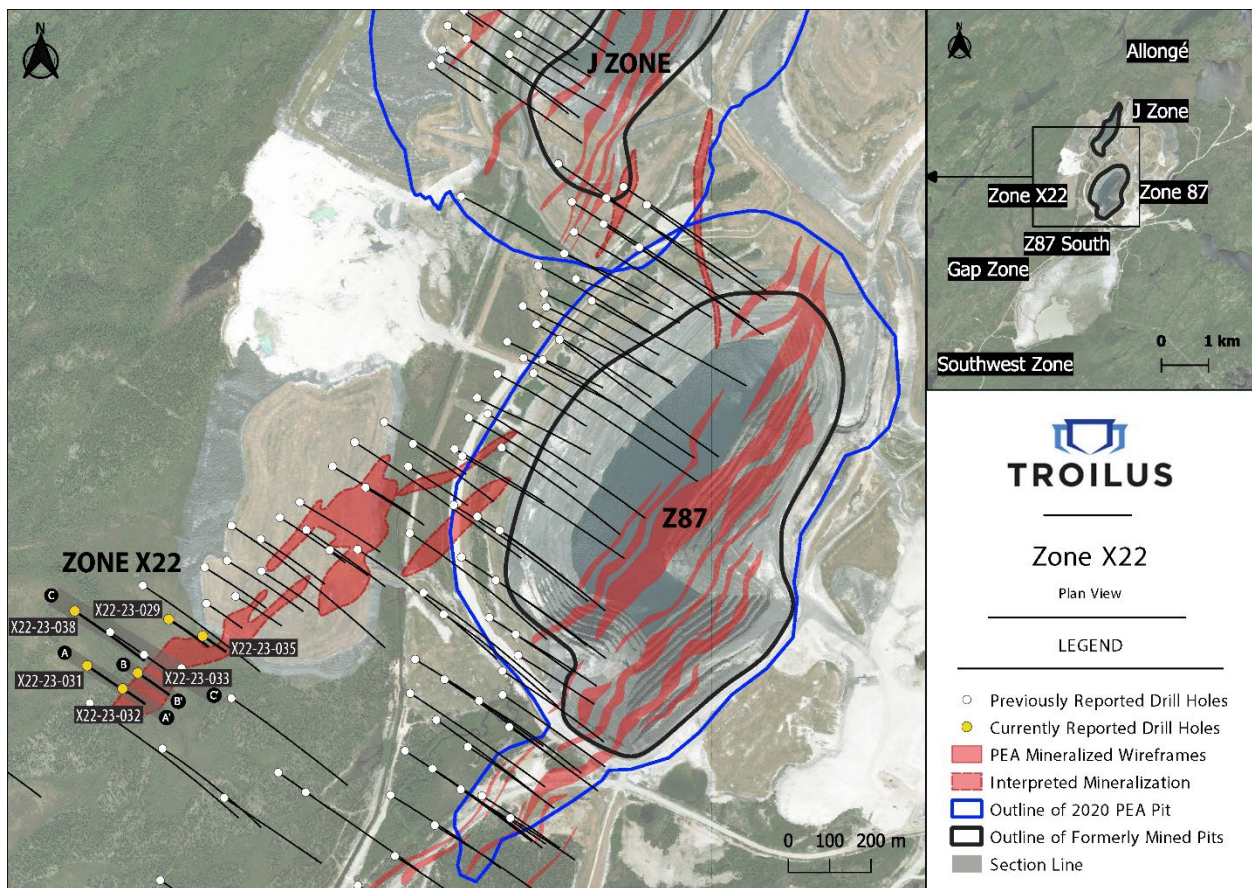 N
J ZONE
Z87
ZONE X22
C
X22-23-029
X22-23-038
X22-23-035
A
B
X22-23-033
C'
X22-23-031
B'
X22-23-032
A'
0 100 200 m
N
Allongé
J Zone
Zone X22
Zone 87
Z87 South
Gap Zone
0 1 km
Southwest Zone
TROILUS
Zone X22
Plan View
LEGEND
Previously Reported Drill Holes
Currently Reported Drill Holes
PEA Mineralized Wireframes
Interpreted Mineralization
Outline of 2020 PEA Pit
Outline of Formerly Mined Pits
Section Line